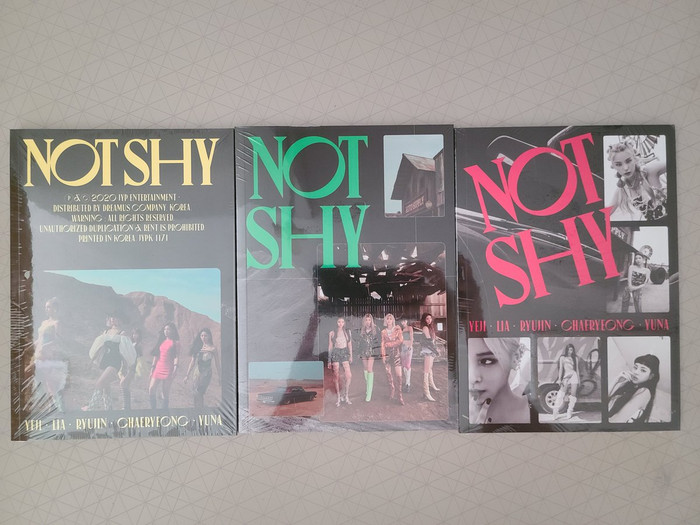 NOT SHY
℗ & © 2020 JYP ENTERTAINMENT
DISTRIBUTED BY DREAMUS COMPANY KOREA
WARNING: ALL RIGHTS RESERVED.
UNAUTHORIZED DUPLICATION & RENT IS PROHIBITED
PRINTED IN KOREA JYPK 1171
YEJI · LIA · RYUJIN · CHAERYEONG · YUNA
NOT
SHY
NOT
SHY
YEJI · LIA · RYUJIN · CHAERYEONG · YUNA